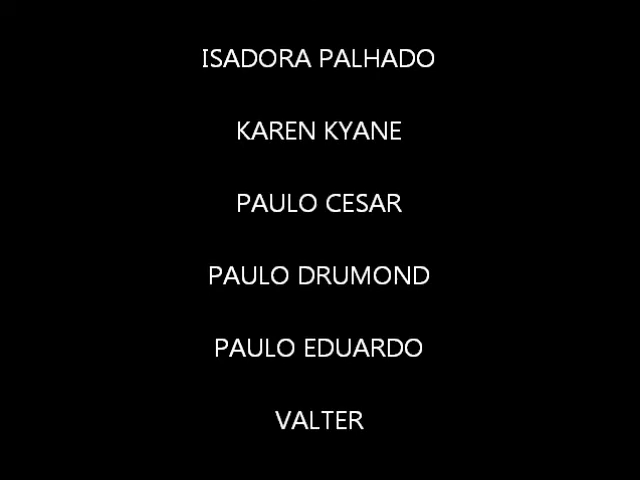 ISADORA PALHADO
KAREN KYANE
PAULO CESAR
PAULO DRUMOND
PAULO EDUARDO
VALTER